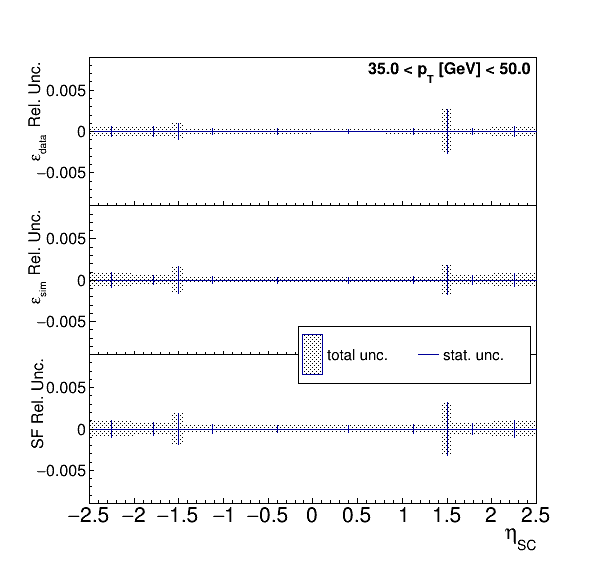 35.0 < p_T [GeV] < 50.0
ε_data Rel. Unc.
0.005
0
−0.005
ε_sim Rel. Unc.
0.005
0
−0.005
total unc. stat. unc.
SF Rel. Unc.
0.005
0
−0.005
−2.5 −2 −1.5 −1 −0.5 0 0.5 1 1.5 2 2.5
η_SC